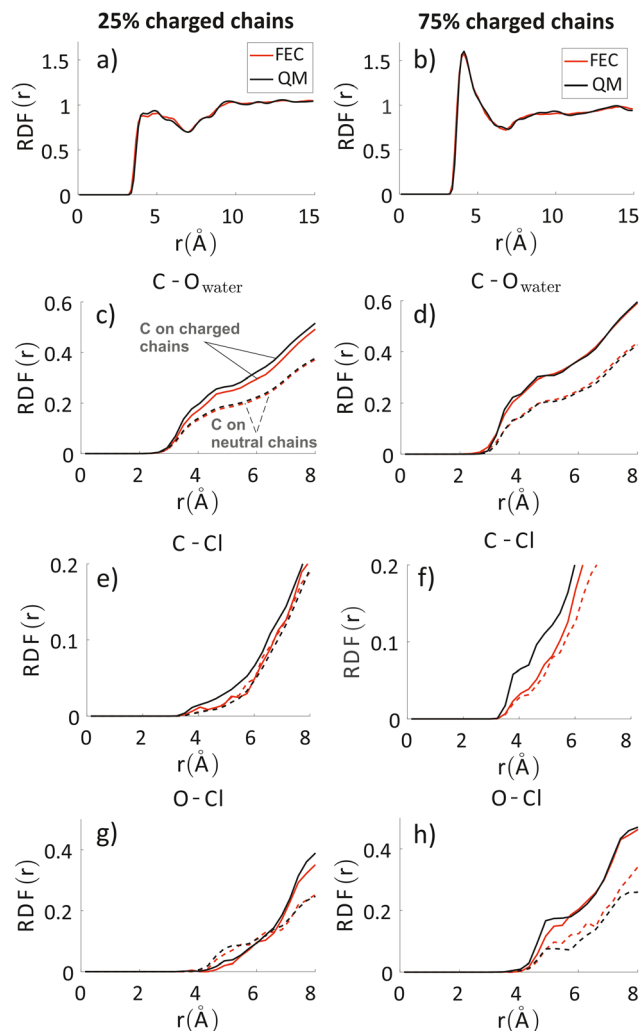 25% charged chains
75% charged chains
a)
FEC
QM
RDF(r)
1.5
1
0.5
0
0 5 10 15
r(Å)
b)
FEC
QM
RDF(r)
1.5
1
0.5
0
0 5 10 15
r(Å)
C - Owater
c)
C on charged
chains
C on
neutral chains
RDF(r)
0.6
0.4
0.2
0
0 2 4 6 8
r(Å)
C - Owater
d)
RDF(r)
0.6
0.4
0.2
0
0 2 4 6 8
r(Å)
C - Cl
e)
RDF(r)
0.2
0.1
0
0 2 4 6 8
r(Å)
C - Cl
f)
RDF(r)
0.2
0.1
0
0 2 4 6 8
r(Å)
O - Cl
g)
RDF(r)
0.4
0.2
0
0 2 4 6 8
r(Å)
O - Cl
h)
RDF(r)
0.4
0.2
0
0 2 4 6 8
r(Å)